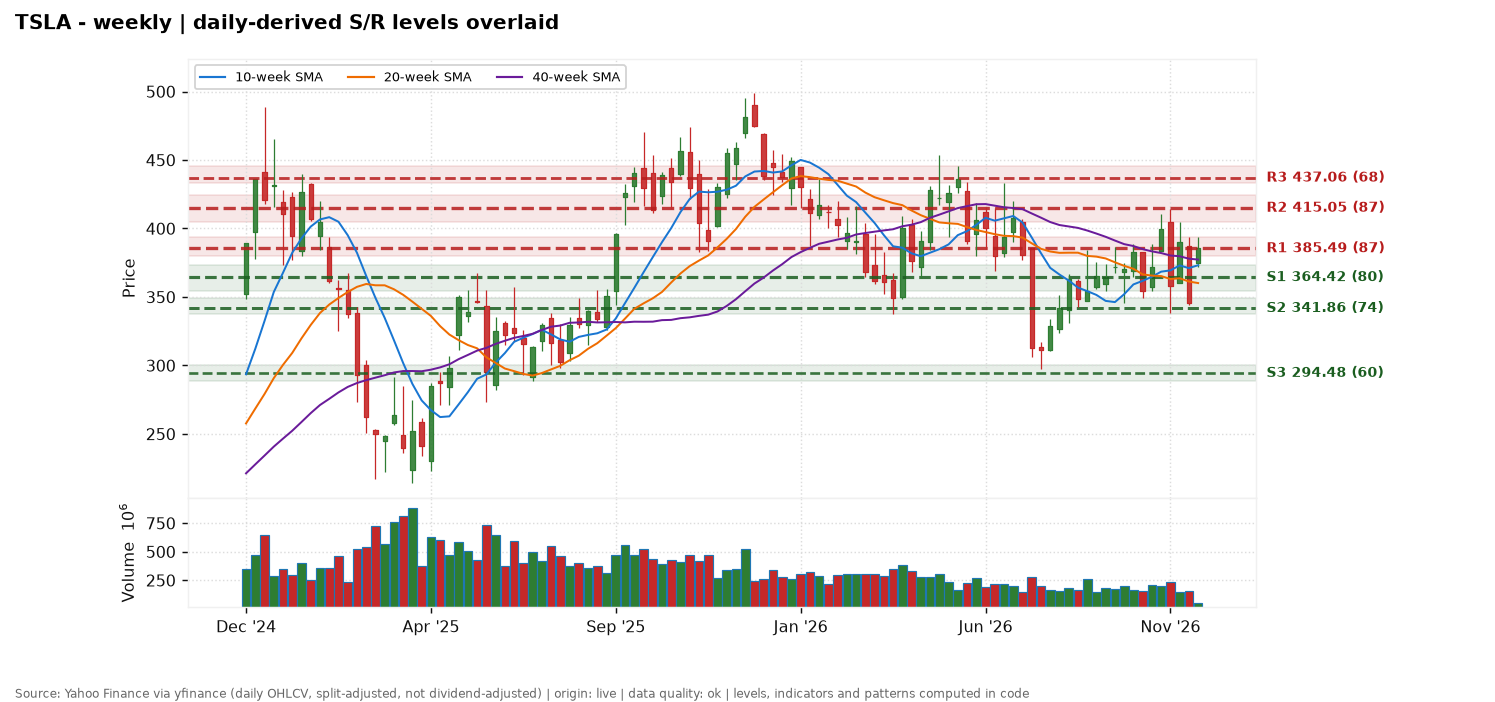 TSLA - weekly | daily-derived S/R levels overlaid
10-week SMA
20-week SMA
40-week SMA
Price
500
450
400
350
300
250
R3 437.06 (68)
R2 415.05 (87)
R1 385.49 (87)
S1 364.42 (80)
S2 341.86 (74)
S3 294.48 (60)
Volume 10⁶
750
500
250
Dec '24
Apr '25
Sep '25
Jan '26
Jun '26
Nov '26
Source: Yahoo Finance via yfinance (daily OHLCV, split-adjusted, not dividend-adjusted) | origin: live | data quality: ok | levels, indicators and patterns computed in code